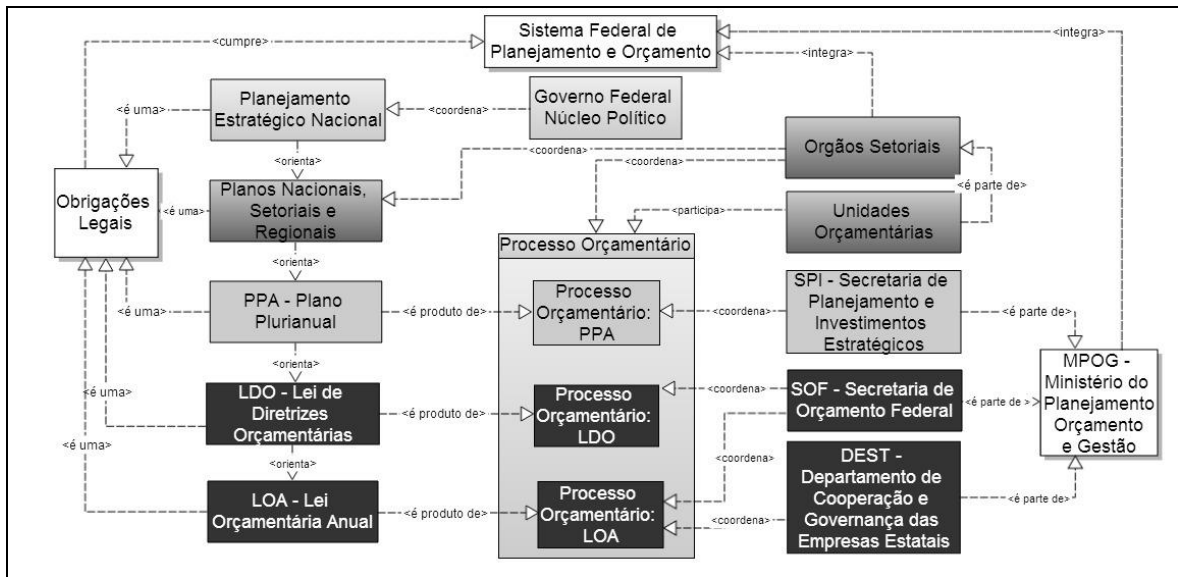 <cumpre>
Sistema Federal de
Planejamento e Orçamento
<integra>
<integra>
<é uma>
Planejamento
Estratégico Nacional
<coordena>
Governo Federal
Núcleo Político
<orienta>
<coordena>
<coordena>
Orgãos Setoriais
<é parte de>
Obrigações
Legais
<é uma>
Planos Nacionais,
Setoriais e
Regionais
<participa>
Unidades
Orçamentárias
<orienta>
Processo Orçamentário
<é uma>
PPA - Plano
Plurianual
<é produto de>
Processo
Orçamentário:
PPA
<coordena>
SPI - Secretaria de
Planejamento e
Investimentos
Estratégicos
<é parte de>
<orienta>
MPOG -
Ministério do
Planejamento
Orçamento
e Gestão
<é uma>
LDO - Lei de
Diretrizes
Orçamentárias
<é produto de>
Processo
Orçamentário:
LDO
<coordena>
SOF - Secretaria de
Orçamento Federal
<é parte de >
<é uma>
<orienta>
<coordena>
LOA - Lei
Orçamentária Anual
<é produto de>
Processo
Orçamentário:
LOA
<coordena>
DEST -
Departamento de
Cooperação e
Governança das
Empresas Estatais
<é parte de>